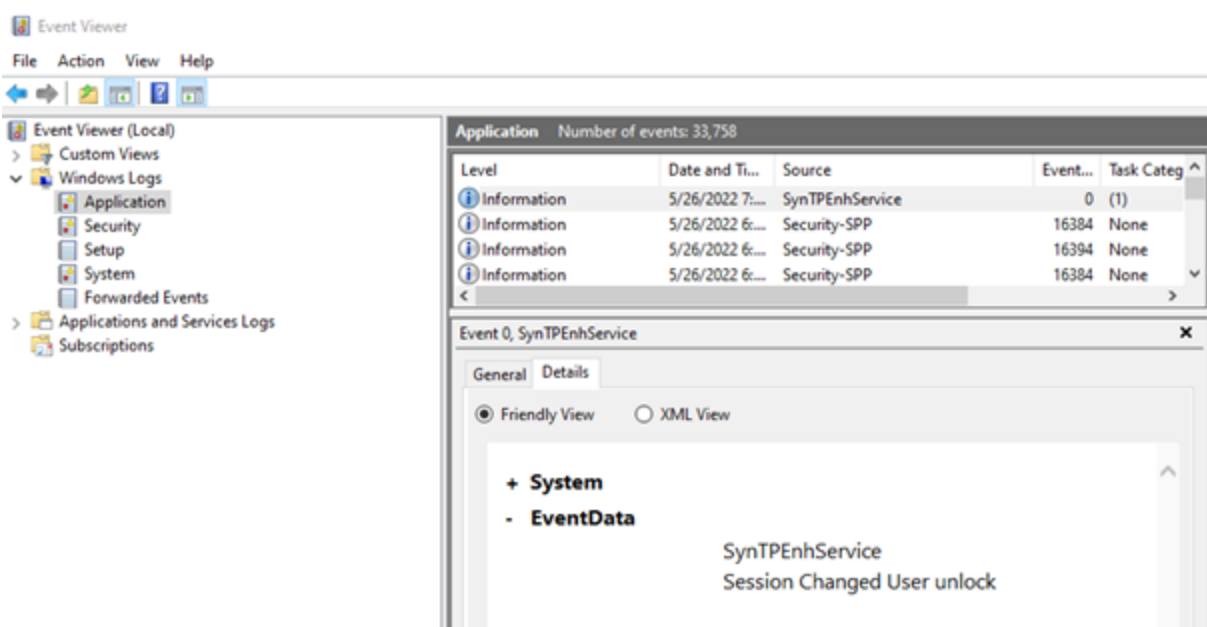 Event Viewer
File Action View Help
Event Viewer (Local)
Custom Views
Windows Logs
Application
Security
Setup
System
Forwarded Events
Applications and Services Logs
Subscriptions
Application Number of events: 33,758
Level Date and Ti... Source Event... Task Categ
Information 5/26/2022 7:... SynTPEnhService 0 (1)
Information 5/26/2022 6:... Security-SPP 16384 None
Information 5/26/2022 6:... Security-SPP 16394 None
Information 5/26/2022 6:... Security-SPP 16384 None
Event 0, SynTPEnhService
General Details
Friendly View XML View
+ System
- EventData
SynTPEnhService
Session Changed User unlock